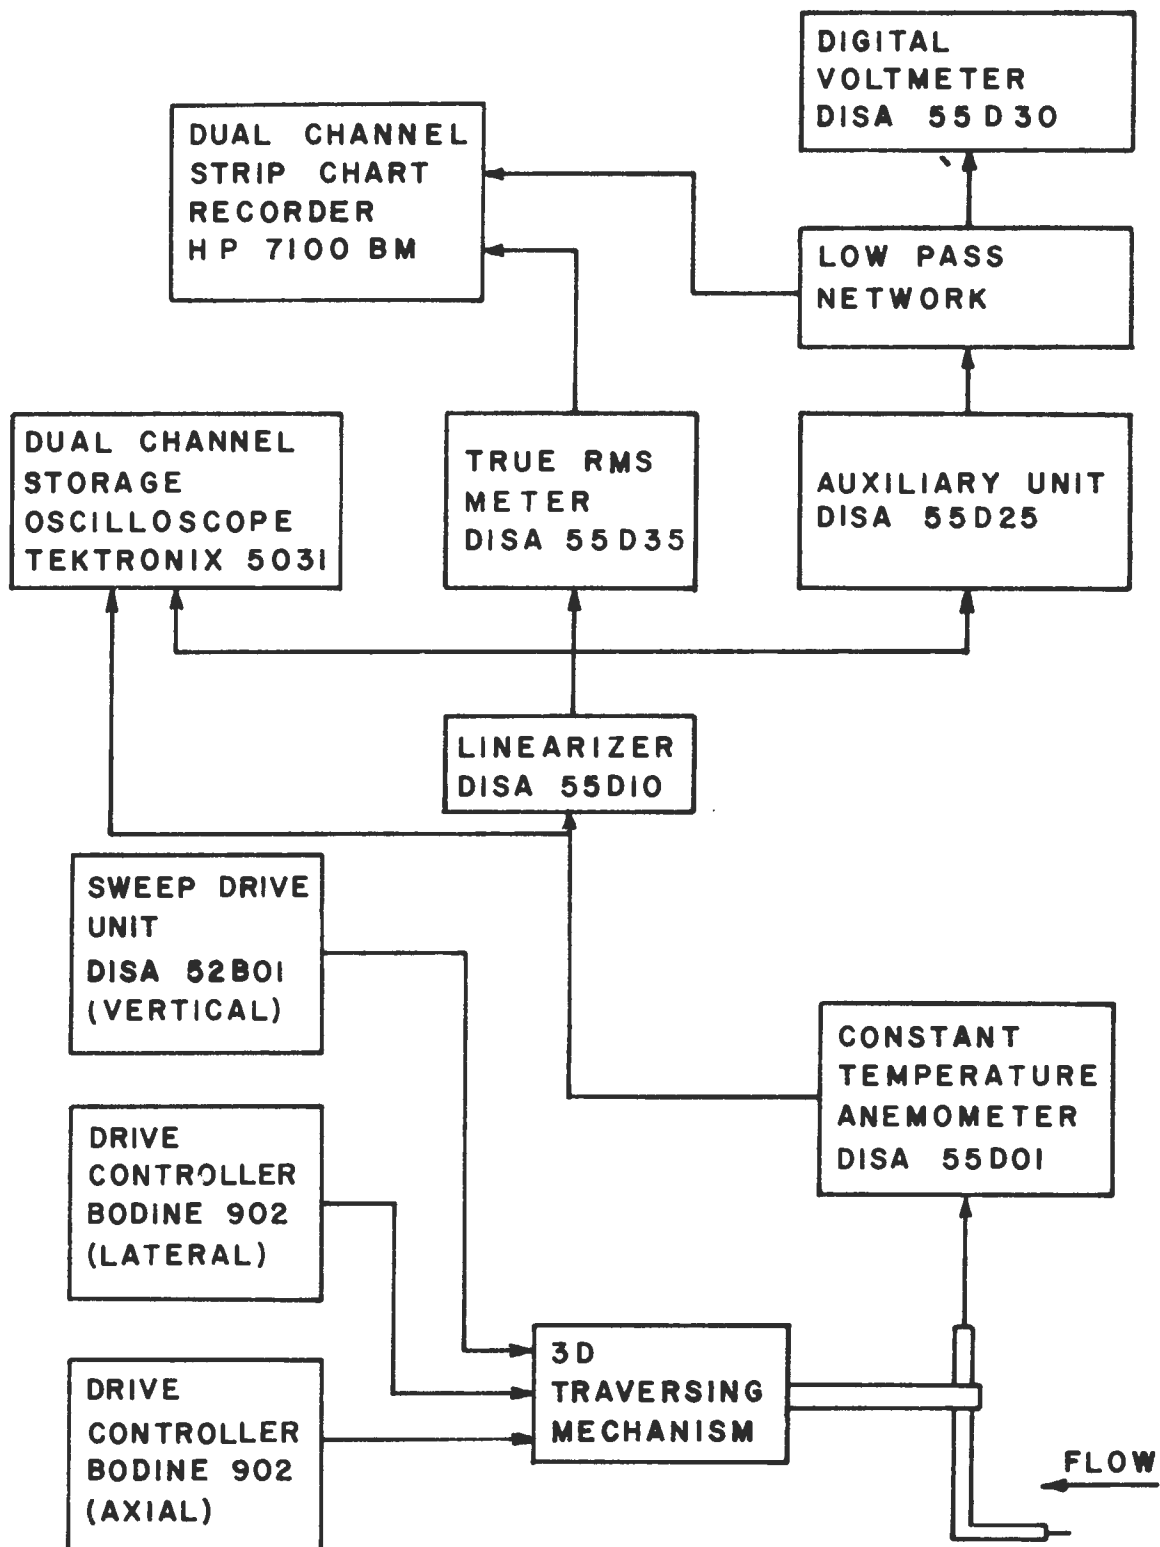 DIGITAL
VOLTMETER
DISA 55D30
DUAL CHANNEL
STRIP CHART
RECORDER
HP 7100 BM
LOW PASS
NETWORK
DUAL CHANNEL
STORAGE
OSCILLOSCOPE
TEKTRONIX 5031
TRUE RMS
METER
DISA 55D35
AUXILIARY UNIT
DISA 55D25
LINEARIZER
DISA 55D10
SWEEP DRIVE
UNIT
DISA 52B01
(VERTICAL)
CONSTANT
TEMPERATURE
ANEMOMETER
DISA 55D01
DRIVE
CONTROLLER
BODINE 902
(LATERAL)
3D
TRAVERSING
MECHANISM
DRIVE
CONTROLLER
BODINE 902
(AXIAL)
FLOW